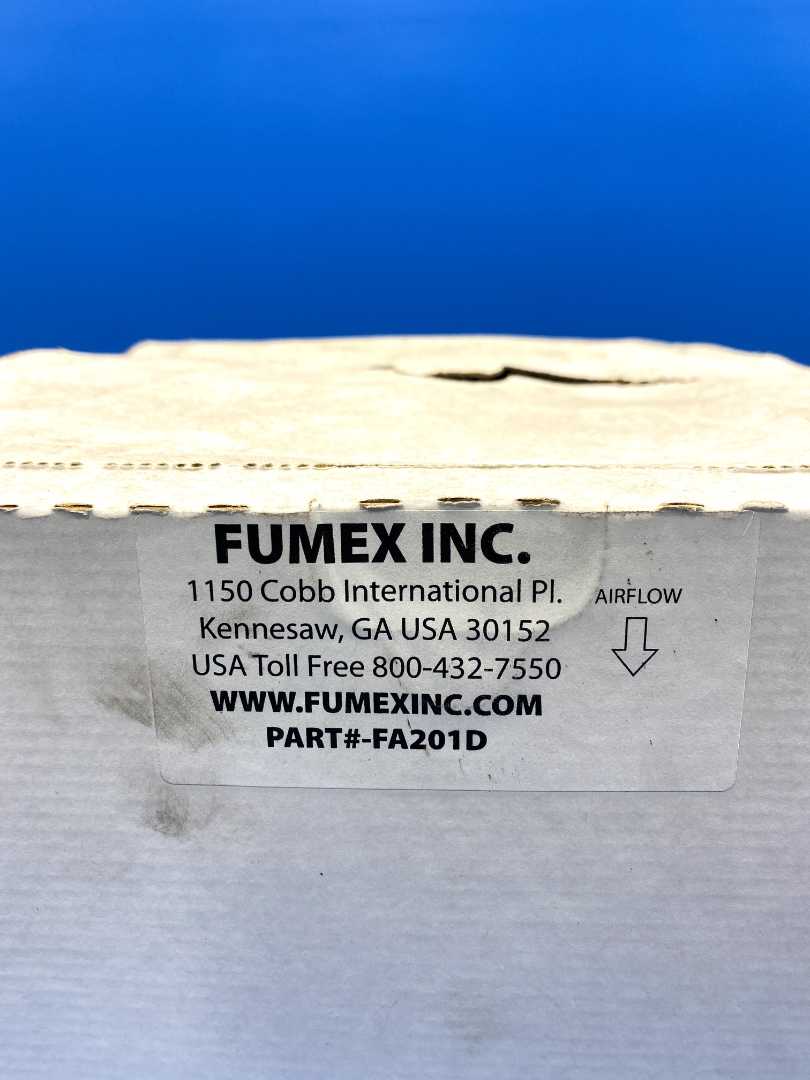 FUMEX INC.
1150 Cobb International Pl.
Kennesaw, GA USA 30152
USA Toll Free 800-432-7550
WWW.FUMEXINC.COM
PART#-FA201D
AIRFLOW